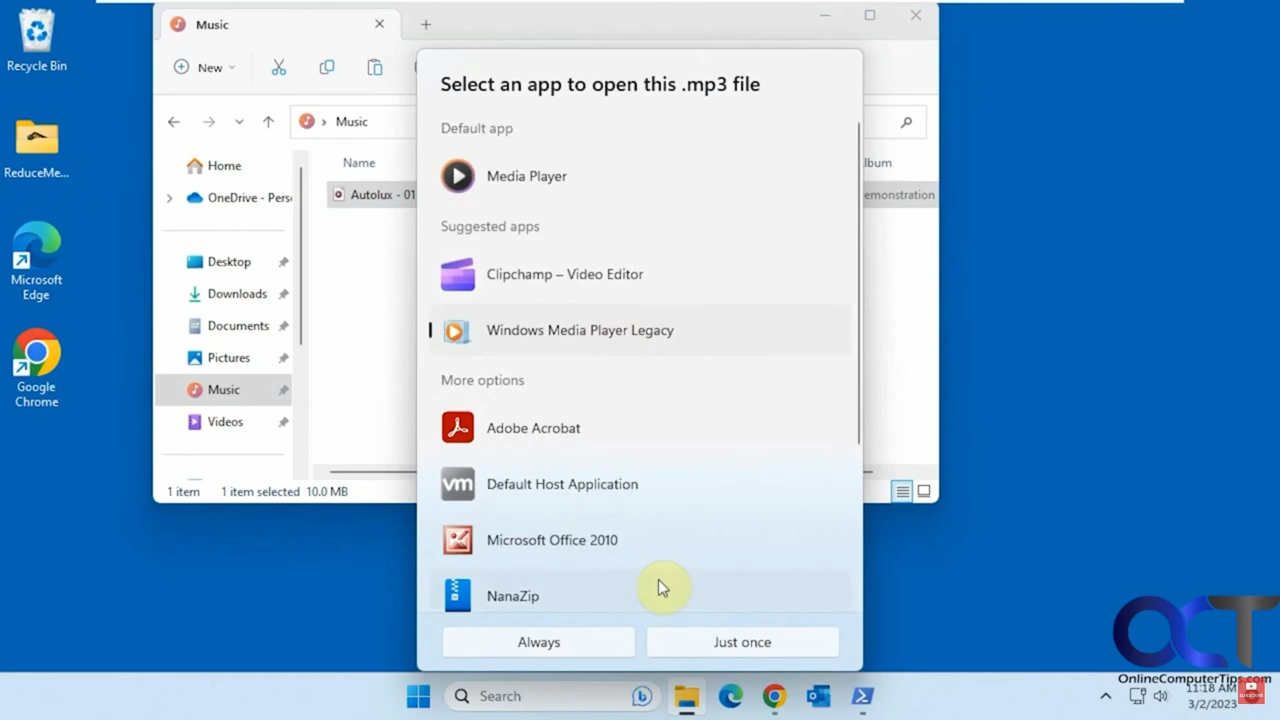 Recycle Bin
ReduceMe...
Microsoft
Edge
Google
Chrome
Music
New
Music
Name
lbum
Home
OneDrive - Pers
Autolux - 01
emonstration
Desktop
Downloads
Documents
Pictures
Music
Videos
1 item 1 item selected 10.0 MB
Select an app to open this .mp3 file
Default app
Media Player
Suggested apps
Clipchamp – Video Editor
Windows Media Player Legacy
More options
Adobe Acrobat
vm Default Host Application
Microsoft Office 2010
NanaZip
Always Just once
Search
OCT
OnlineComputerTips.com
11:18 AM
3/2/2023